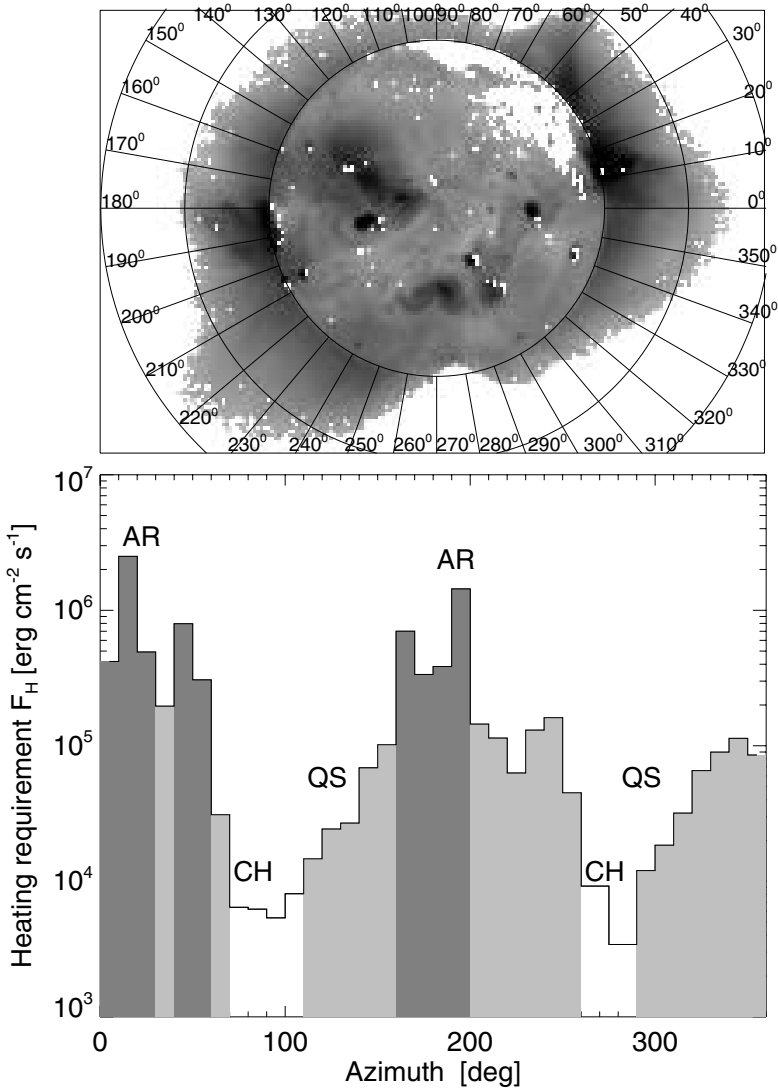 140⁰ 130⁰ 120⁰ 110⁰ 100⁰ 90⁰ 80⁰ 70⁰ 60⁰ 50⁰ 40⁰
150⁰ 30⁰
160⁰ 20⁰
170⁰ 10⁰
180⁰ 0⁰
190⁰ 350⁰
200⁰ 340⁰
210⁰ 330⁰
220⁰ 320⁰
230⁰ 240⁰ 250⁰ 260⁰ 270⁰ 280⁰ 290⁰ 300⁰ 310⁰
Heating requirement F_H [erg cm⁻² s⁻¹]
10⁷
10⁶
10⁵
10⁴
10³
AR
AR
QS
QS
CH
CH
0 100 200 300
Azimuth [deg]